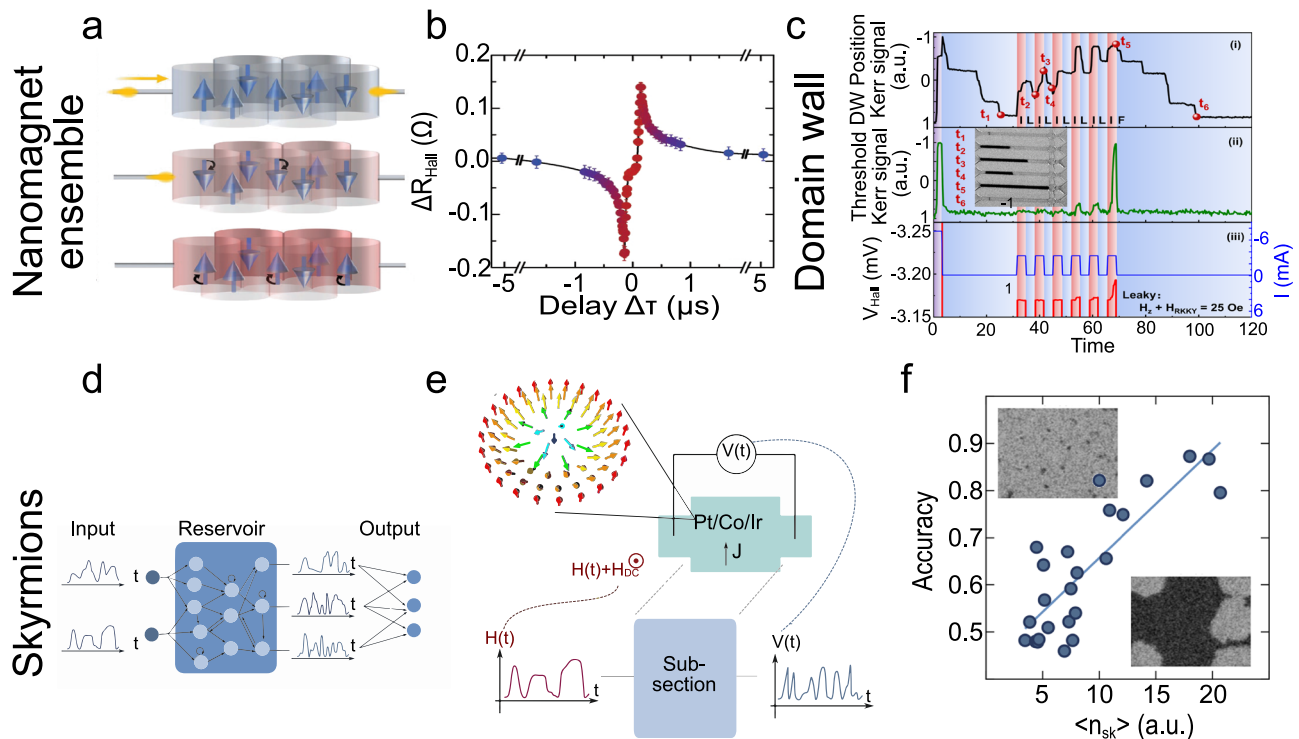 Nanomagnet
ensemble
a
b
ΔR_Hall (Ω)
0.2
0.1
0.0
-0.1
-0.2
-5
-1
0
1
5
Delay Δτ (µs)
Domain wall
c
DW Position
Kerr signal
(a.u.)
-1
0
1
(i)
t₁
t₂
t₃
t₄
t₅
t₆
I L I L I L I L I L I F
Threshold
Kerr signal
(a.u.)
-1
0
1
(ii)
t₁
t₂
t₃
t₄
t₅
t₆
-1
V_Hall (mV)
-3.25
-3.20
-3.15
(iii)
1
Leaky:
H_z + H_RKKY = 25 Oe
-6
0
6
I (mA)
0
20
40
60
80
100
120
Time
Skyrmions
d
Input
Reservoir
Output
t
t
t
t
t
e
V(t)
Pt/Co/Ir
J
H(t)+H_DC
H(t)
t
Sub-
section
V(t)
t
f
Accuracy
0.9
0.8
0.7
0.6
0.5
5
10
15
20
<n_sk> (a.u.)